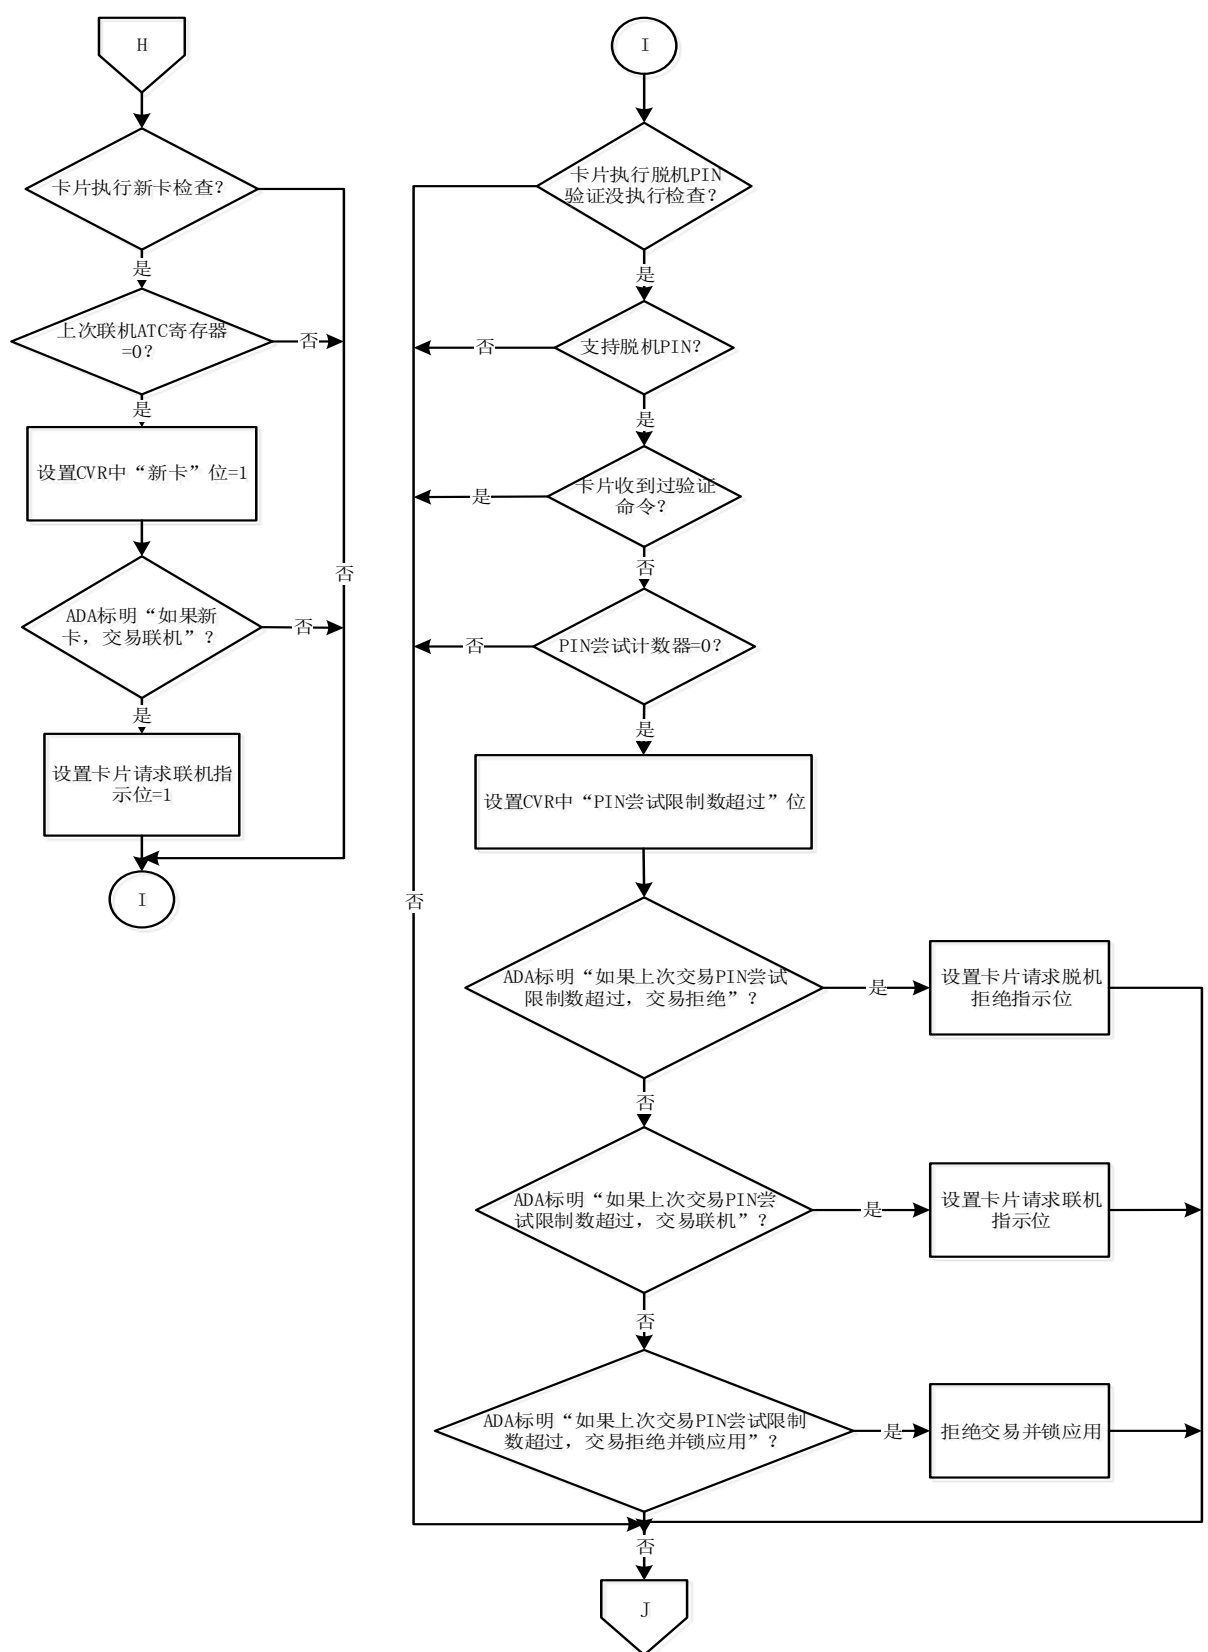 H
卡片执行新卡检查？
是
上次联机ATC寄存器
=0？
否
是
设置CVR中“新卡”位=1
否
ADA标明“如果新
卡，交易联机”？
否
是
设置卡片请求联机指
示位=1
I
I
卡片执行脱机PIN
验证没执行检查？
是
支持脱机PIN？
否
是
卡片收到过验证
命令？
是
否
PIN尝试计数器=0？
否
是
设置CVR中“PIN尝试限制数超过”位
否
ADA标明“如果上次交易PIN尝试
限制数超过，交易拒绝”？
是
设置卡片请求脱机
拒绝指示位
否
ADA标明“如果上次交易PIN尝
试限制数超过，交易联机”？
是
设置卡片请求联机
指示位
否
ADA标明“如果上次交易PIN尝试限制
数超过，交易拒绝并锁应用”？
是
拒绝交易并锁应用
否
J